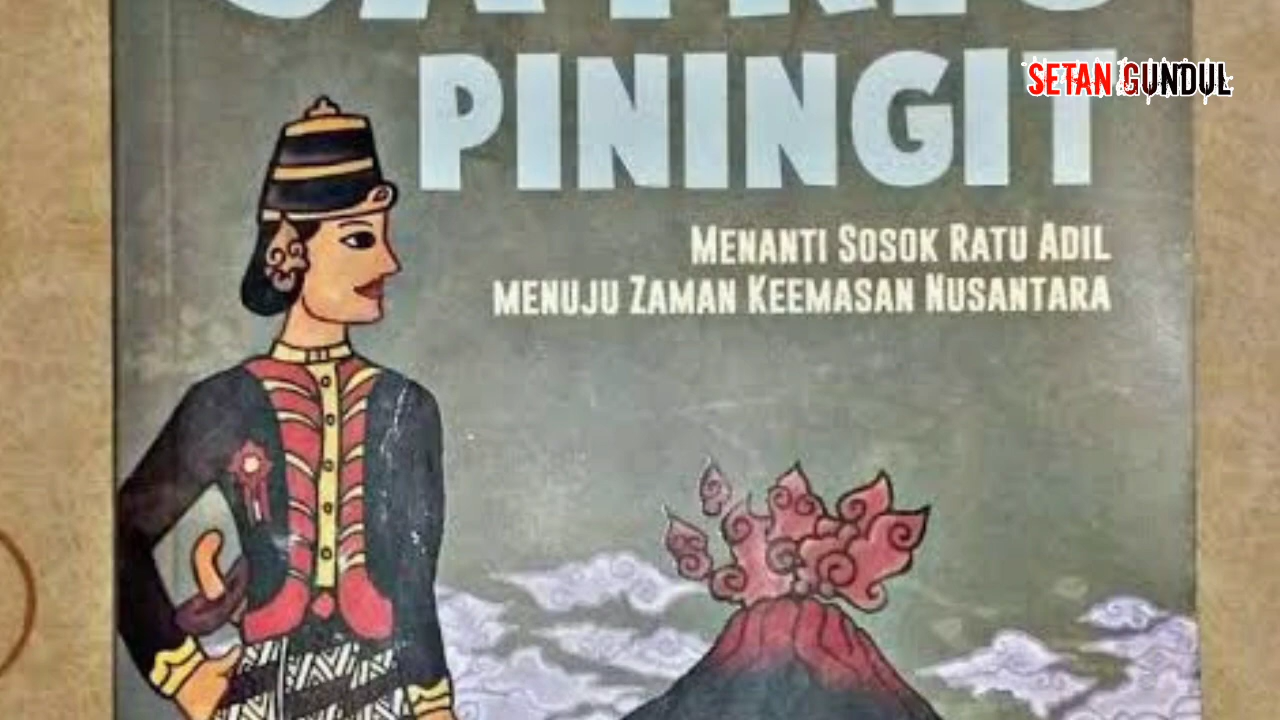 PININGIT
SETAN GUNDUL
MENANTI SOSOK RATU ADIL
MENUJU ZAMAN KEEMASAN NUSANTARA